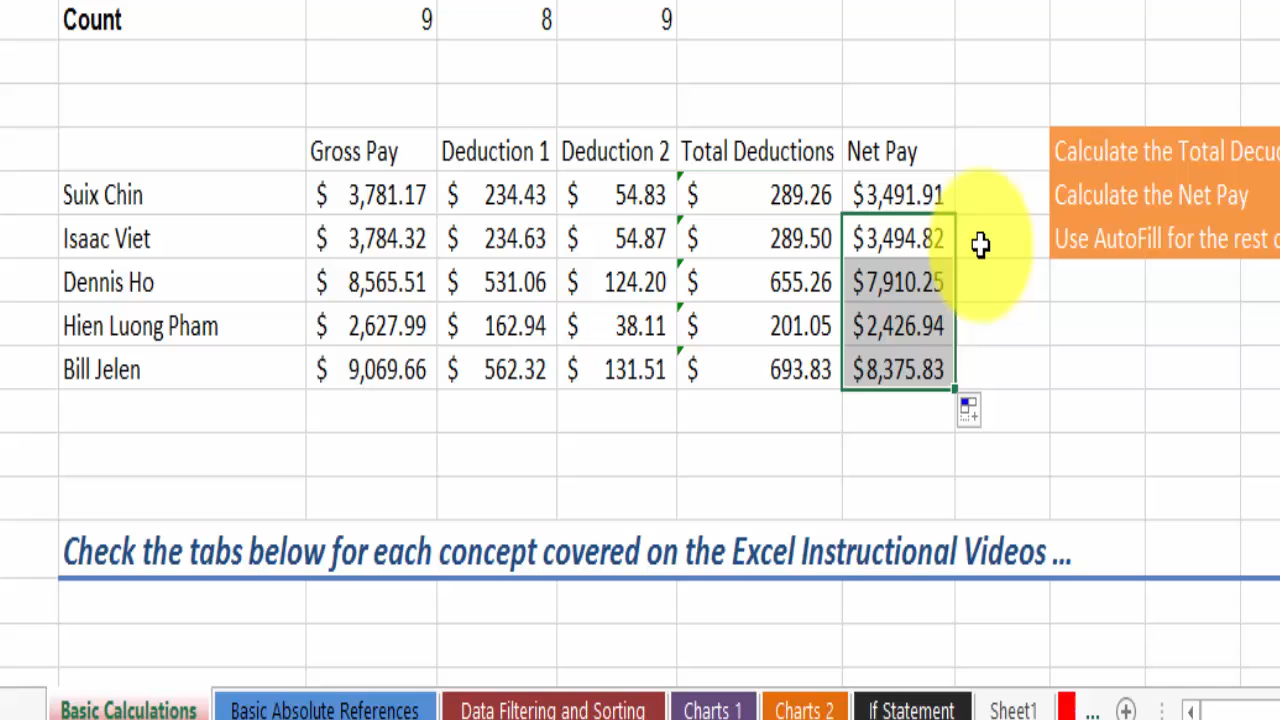 Count 9 8 9
Gross Pay Deduction 1 Deduction 2 Total Deductions Net Pay Calculate the Total Decuc
Suix Chin $ 3,781.17 $ 234.43 $ 54.83 $ 289.26 $3,491.91 Calculate the Net Pay
Isaac Viet $ 3,784.32 $ 234.63 $ 54.87 $ 289.50 $3,494.82 Use AutoFill for the rest
Dennis Ho $ 8,565.51 $ 531.06 $ 124.20 $ 655.26 $7,910.25
Hien Luong Pham $ 2,627.99 $ 162.94 $ 38.11 $ 201.05 $2,426.94
Bill Jelen $ 9,069.66 $ 562.32 $ 131.51 $ 693.83 $8,375.83
Check the tabs below for each concept covered on the Excel Instructional Videos ...
Basic Calculations Basic Absolute References Data Filtering and Sorting Charts 1 Charts 2 If Statement Sheet1 ...